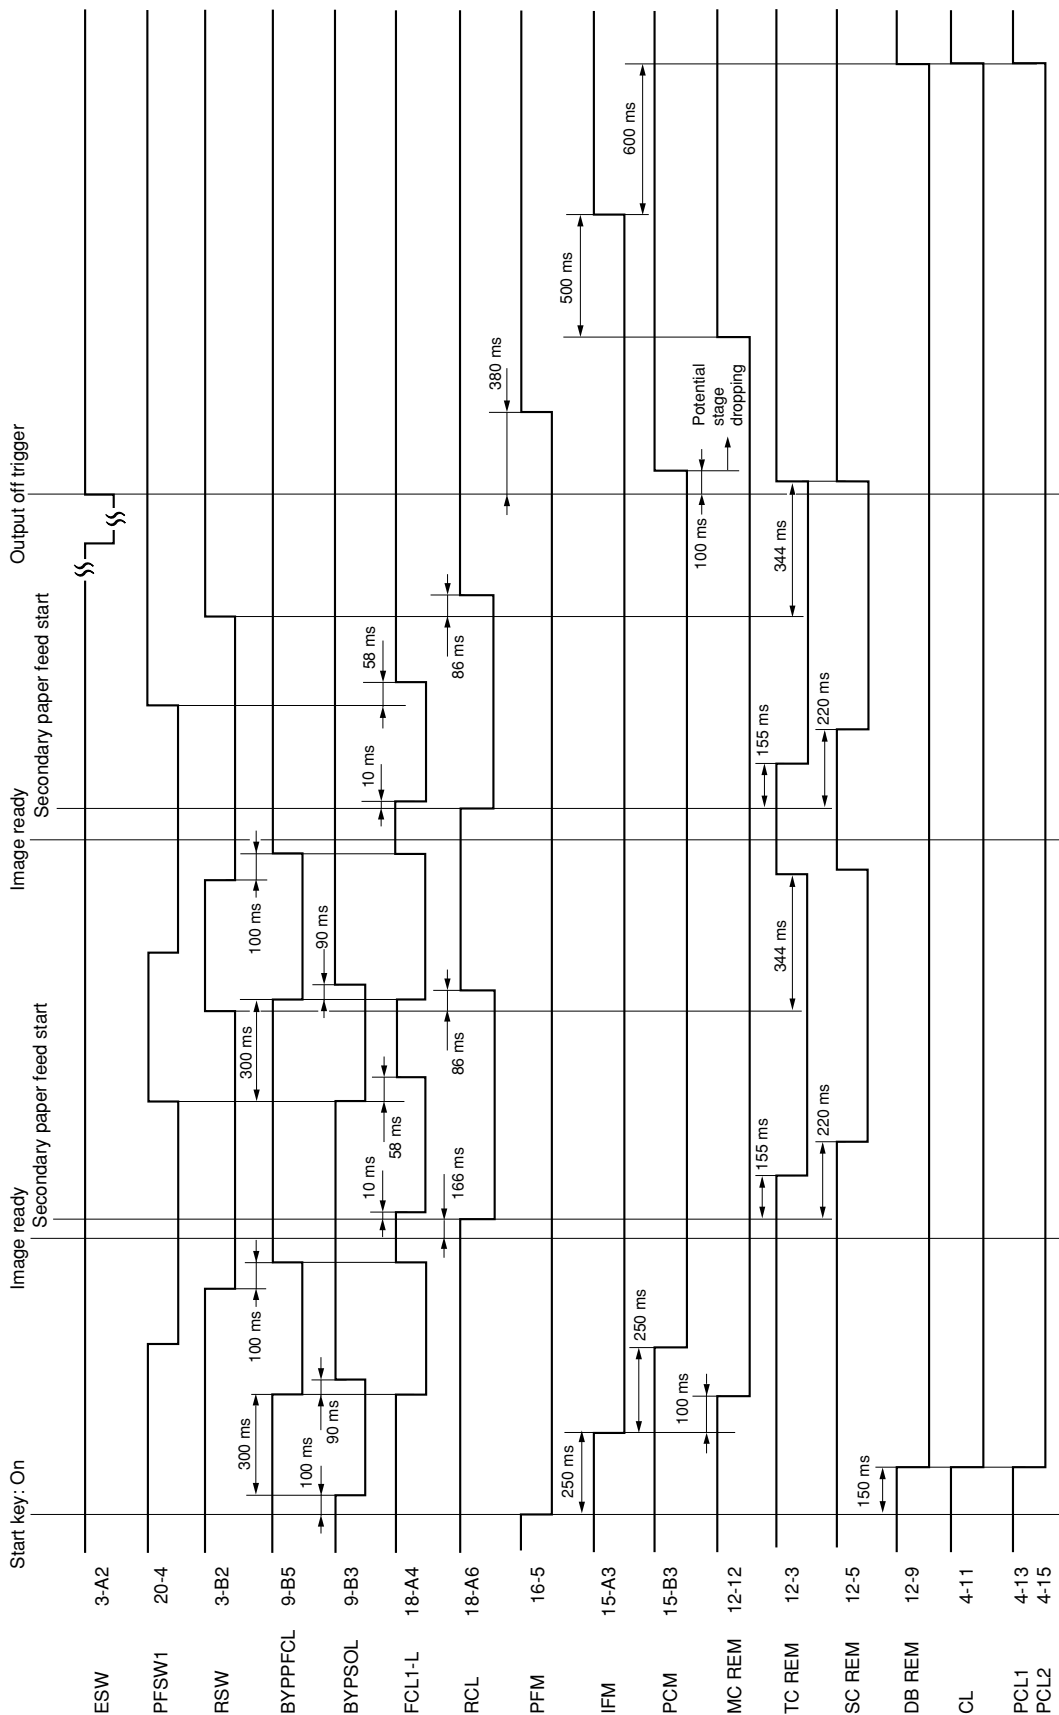 Start key: On
Image ready
Secondary paper feed start
Image ready
Secondary paper feed start
Output off trigger
ESW 3-A2
PFSW1 20-4
RSW 3-B2
100 ms
100 ms
BYPPFCL 9-B5
300 ms
300 ms
BYPSOL 9-B3
100 ms
90 ms
90 ms
FCL1-L 18-A4
10 ms
58 ms
10 ms
58 ms
RCL 18-A6
166 ms
86 ms
86 ms
PFM 16-5
380 ms
IFM 15-A3
250 ms
500 ms
600 ms
PCM 15-B3
250 ms
100 ms
Potential
stage
dropping
MC REM 12-12
100 ms
TC REM 12-3
155 ms
344 ms
155 ms
344 ms
SC REM 12-5
220 ms
220 ms
DB REM 12-9
150 ms
CL 4-11
PCL1 4-13
PCL2 4-15